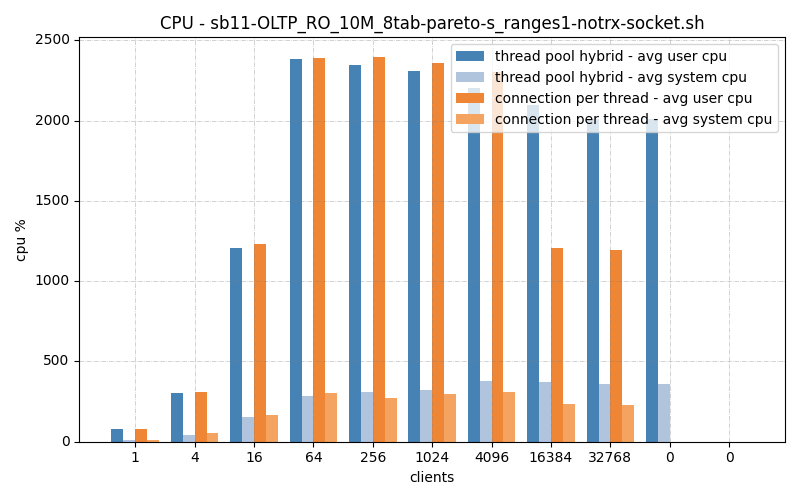 CPU - sb11-OLTP_RO_10M_8tab-pareto-s_ranges1-notrx-socket.sh
2500
2000
1500
1000
500
0
cpu %
thread pool hybrid - avg user cpu
thread pool hybrid - avg system cpu
connection per thread - avg user cpu
connection per thread - avg system cpu
1 4 16 64 256 1024 4096 16384 32768 0 0
clients